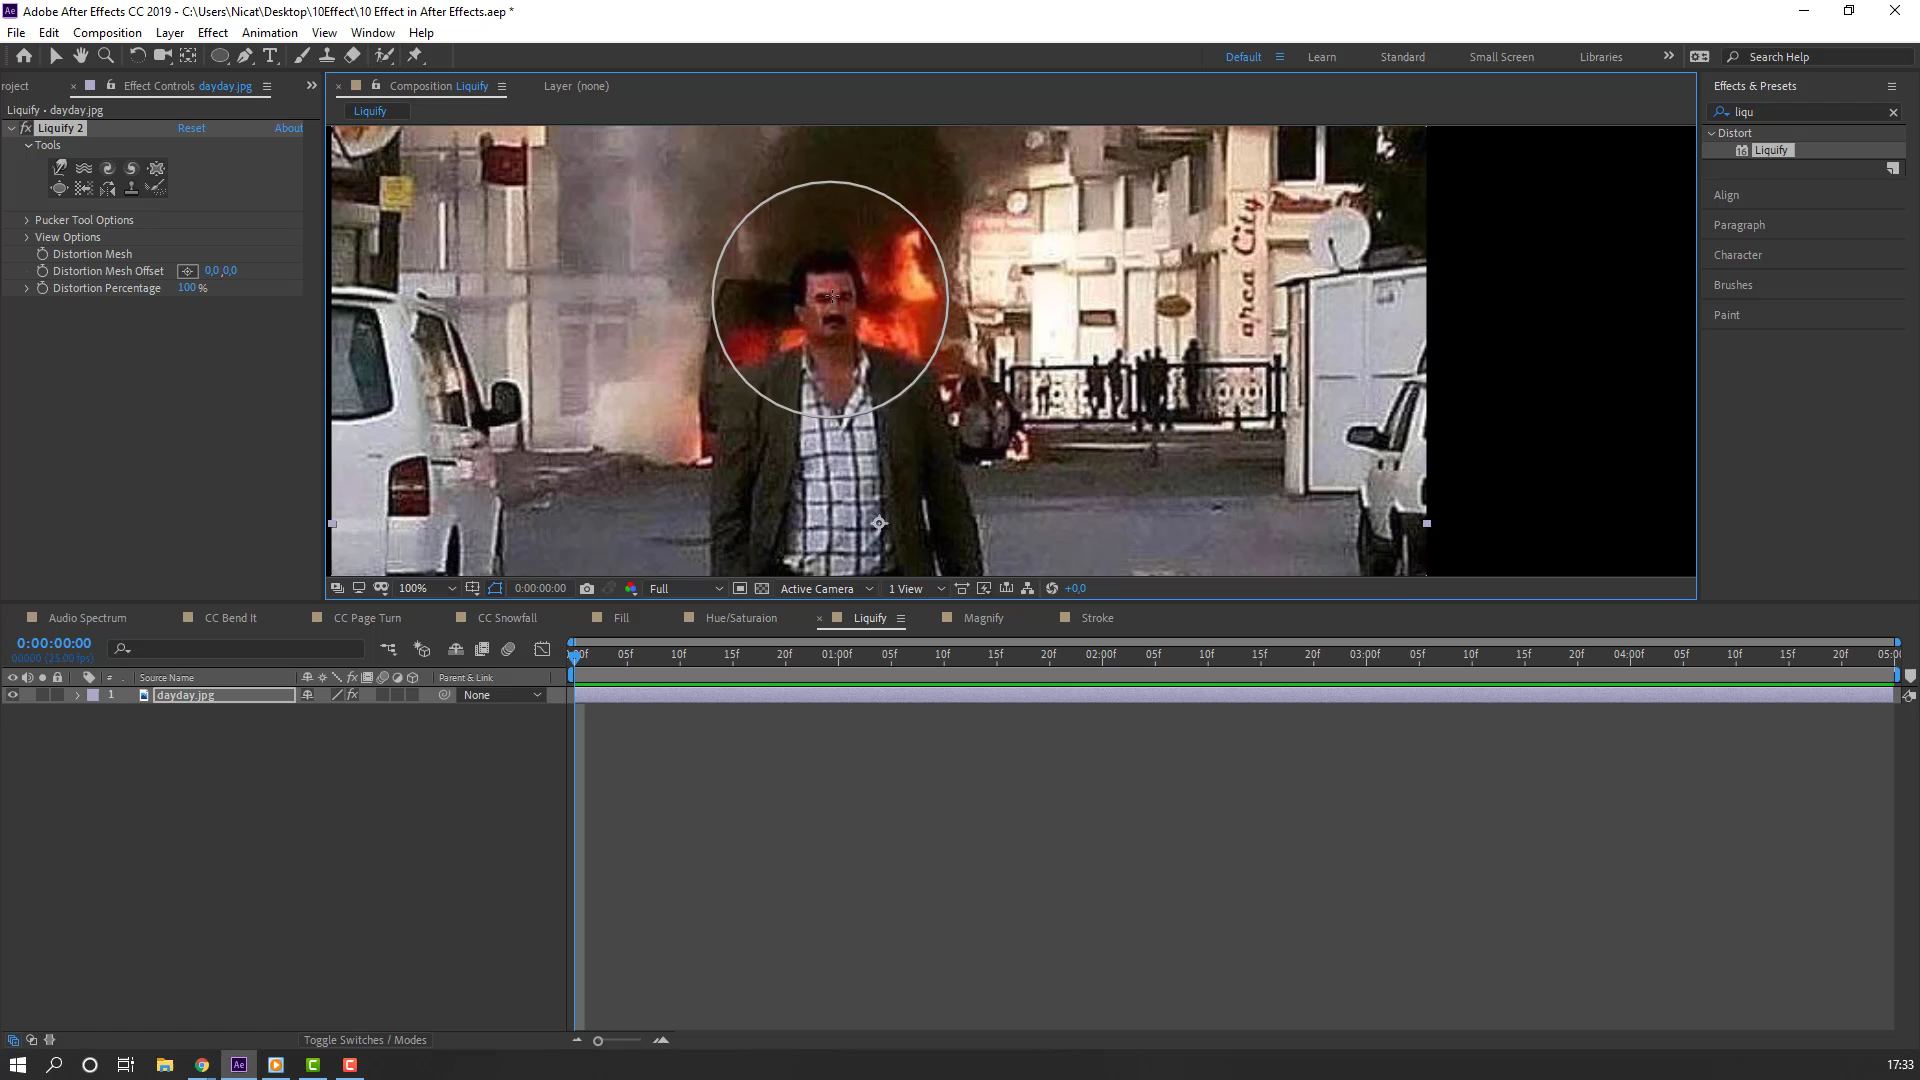 Adobe After Effects CC 2019 - C:\Users\Nicat\Desktop\10Effect\10 Effect in After Effects.aep *
File Edit Composition Layer Effect Animation View Window Help
Default Learn Standard Small Screen Libraries Search Help
roject Effect Controls dayday.jpg
Composition Liquify Layer (none)
Effects & Presets
Liquify • dayday.jpg
Liquify
liqu
Liquify 2 Reset About
Distort
Tools
Liquify
Align
Pucker Tool Options
Paragraph
View Options
Distortion Mesh
Character
Distortion Mesh Offset 0,0,0,0
Brushes
Distortion Percentage 100 %
Paint
area City
100% 0:00:00:00 Full Active Camera 1 View +0,0
Audio Spectrum CC Bend It CC Page Turn CC Snowfall Fill Hue/Saturaion Liquify Magnify Stroke
0:00:00:00
00000 (25.00 fps)
:00f 05f 10f 15f 20f 01:00f 05f 10f 15f 20f 02:00f 05f 10f 15f 20f 03:00f 05f 10f 15f 20f 04:00f 05f 10f 15f 20f 05:00
# Source Name Parent & Link
1 dayday.jpg None
Toggle Switches / Modes
17:33